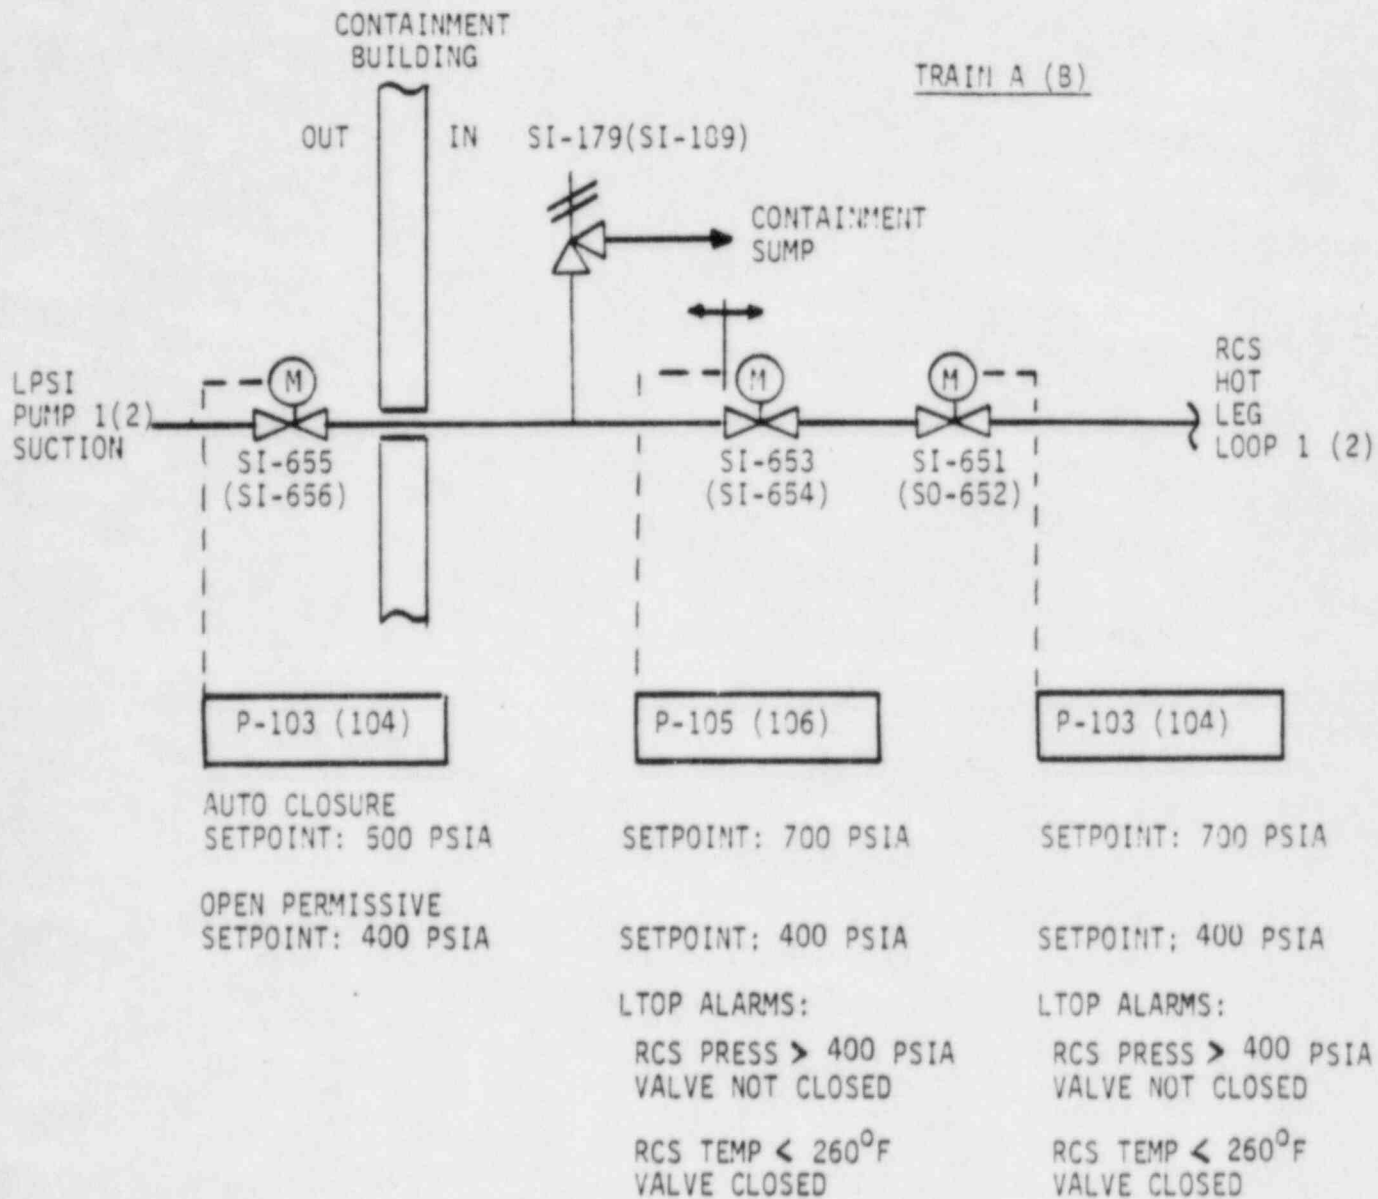 CONTAINMENT
BUILDING
TRAIN A (B)
OUT
IN
SI-179(SI-189)
CONTAINMENT
SUMP
M
M
M
LPSI
PUMP 1(2)
SUCTION
RCS
HOT
LEG
LOOP 1 (2)
SI-655
(SI-656)
SI-653
(SI-654)
SI-651
(SO-652)
P-103 (104)
P-105 (106)
P-103 (104)
AUTO CLOSURE
SETPOINT: 500 PSIA
OPEN PERMISSIVE
SETPOINT: 400 PSIA
SETPOINT: 700 PSIA
SETPOINT: 400 PSIA
LTOP ALARMS:
RCS PRESS > 400 PSIA
VALVE NOT CLOSED
RCS TEMP < 260°F
VALVE CLOSED
SETPOINT: 700 PSIA
SETPOINT: 400 PSIA
LTOP ALARMS:
RCS PRESS > 400 PSIA
VALVE NOT CLOSED
RCS TEMP < 260°F
VALVE CLOSED